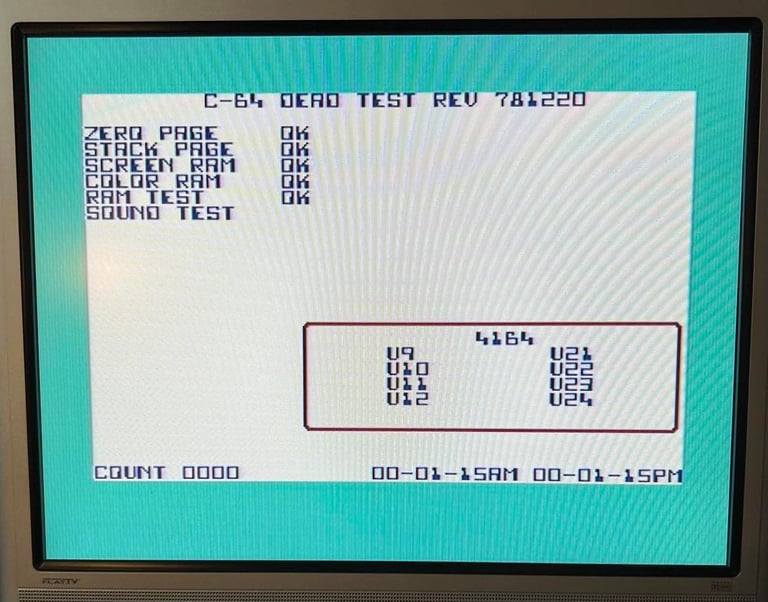 C-64 DEAD TEST REV 781220
ZERO PAGE OK
STACK PAGE OK
SCREEN RAM OK
COLOR RAM OK
RAM TEST OK
SOUND TEST
4164
U9 U21
U10 U22
U11 U23
U12 U24
COUNT 0000 00-01-15AM 00-01-15PM
FLATTV